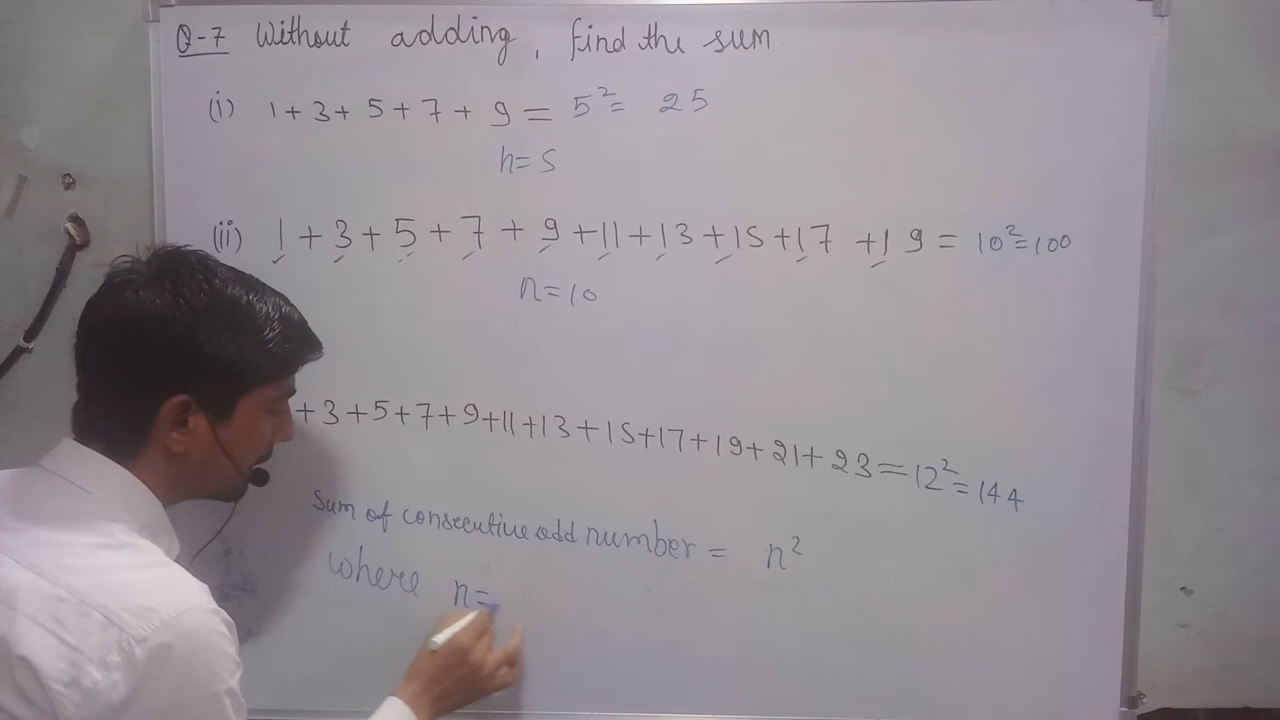 Q-7 Without adding, find the sum
(i) 1+3+5+7+9=5²= 25
n=5
(ii) 1+3+5+7+9+11+13+15+17+19=10²=100
n=10
+3+5+7+9+11+13+15+17+19+21+23=12²=144
Sum of consecutive odd number = n²
where n=